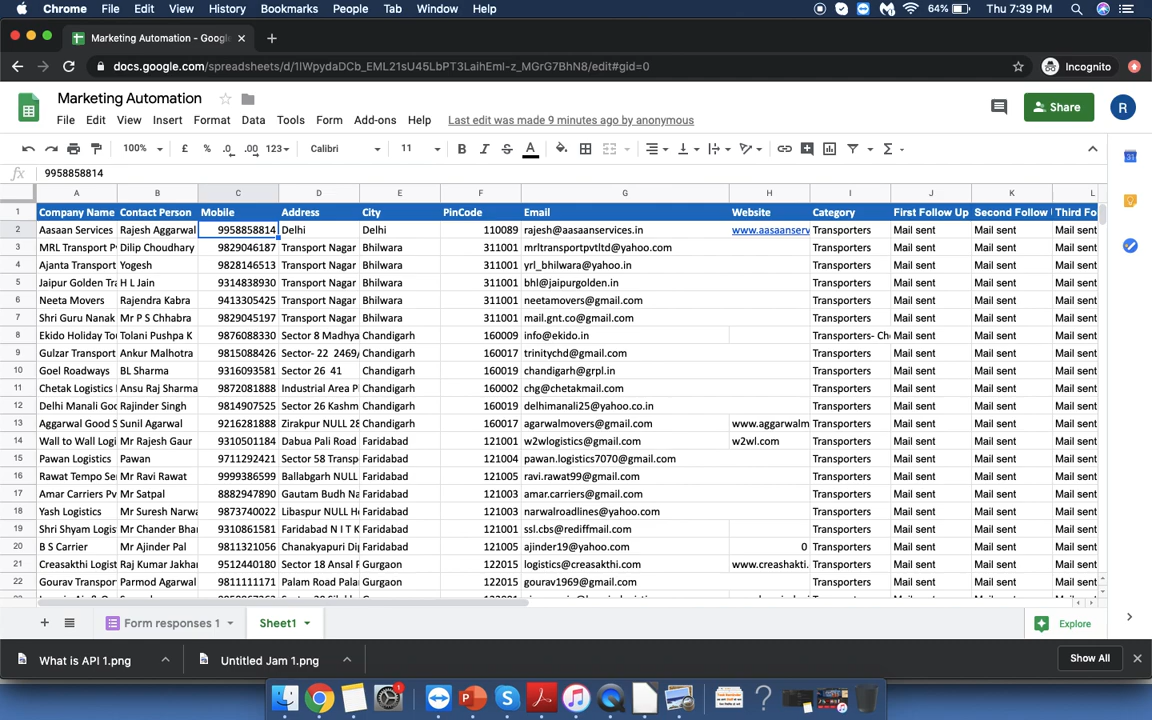 Chrome File Edit View History Bookmarks People Tab Window Help 64% Thu 7:39 PM
Marketing Automation - Googl
docs.google.com/spreadsheets/d/1IWpydaDCb_EML21sU45LbPT3LaihEmI-z_MGrG7BhN8/edit#gid=0 Incognito
Marketing Automation
Share
R
File Edit View Insert Format Data Tools Form Add-ons Help Last edit was made 9 minutes ago by anonymous
100% £ % .0 .00 123 Calibri 11 B I S A
fx 9958858814
A B C D E F G H I J K L
1 Company Name Contact Person Mobile Address City PinCode Email Website Category First Follow Up Second Follow Third Fo
2 Aasaan Services Rajesh Aggarwal 9958858814 Delhi Delhi 110089 rajesh@aasaanservices.in www.aasaanserv Transporters Mail sent Mail sent Mail sent
3 MRL Transport P Dilip Choudhary 9829046187 Transport Nagar Bhilwara 311001 mrltransportpvtltd@yahoo.com Transporters Mail sent Mail sent Mail sent
4 Ajanta Transport Yogesh 9828146513 Transport Nagar Bhilwara 311001 yrl_bhilwara@yahoo.in Transporters Mail sent Mail sent Mail sent
5 Jaipur Golden Tra H L Jain 9314838930 Transport Nagar Bhilwara 311001 bhl@jaipurgolden.in Transporters Mail sent Mail sent Mail sent
6 Neeta Movers Rajendra Kabra 9413305425 Transport Nagar Bhilwara 311001 neetamovers@gmail.com Transporters Mail sent Mail sent Mail sent
7 Shri Guru Nanak Mr P S Chhabra 9829045197 Transport Nagar Bhilwara 311001 mail.gnt.co@gmail.com Transporters Mail sent Mail sent Mail sent
8 Ekido Holiday To Tolani Pushpa K 9876088330 Sector 8 Madhya Chandigarh 160009 info@ekido.in Transporters- Ch Mail sent Mail sent Mail sent
9 Gulzar Transport Ankur Malhotra 9815088426 Sector- 22 2469/ Chandigarh 160017 trinitychd@gmail.com Transporters Mail sent Mail sent Mail sent
10 Goel Roadways BL Sharma 9316093581 Sector 26 41 Chandigarh 160019 chandigarh@grpl.in Transporters Mail sent Mail sent Mail sent
11 Chetak Logistics Ansu Raj Sharma 9872081888 Industrial Area P Chandigarh 160002 chg@chetakmail.com Transporters Mail sent Mail sent Mail sent
12 Delhi Manali Goo Rajinder Singh 9814907525 Sector 26 Kashm Chandigarh 160019 delhimanali25@yahoo.co.in Transporters Mail sent Mail sent Mail sent
13 Aggarwal Good S Sunil Agarwal 9216281888 Zirakpur NULL 28 Chandigarh 160017 agarwalmovers@gmail.com www.aggarwalm Transporters Mail sent Mail sent Mail sent
14 Wall to Wall Logi Mr Rajesh Gaur 9310501184 Dabua Pali Road Faridabad 121001 w2wlogistics@gmail.com w2wl.com Transporters Mail sent Mail sent Mail sent
15 Pawan Logistics Pawan 9711292421 Sector 58 Transp Faridabad 121004 pawan.logistics7070@gmail.com Transporters Mail sent Mail sent Mail sent
16 Rawat Tempo Se Mr Ravi Rawat 9999386599 Ballabgarh NULL Faridabad 121003 ravi.rawat99@gmail.com Transporters Mail sent Mail sent Mail sent
17 Amar Carriers Pv Mr Satpal 8882947890 Gautam Budh Na Faridabad 121003 amar.carriers@gmail.com Transporters Mail sent Mail sent Mail sent
18 Yash Logistics Mr Suresh Narwa 9873740022 Libaspur NULL H Faridabad 121003 narwalroadlines@yahoo.com Transporters Mail sent Mail sent Mail sent
19 Shri Shyam Logis Mr Chander Bhar 9310861581 Faridabad N I T K Faridabad 121001 ssl.cbs@rediffmail.com Transporters Mail sent Mail sent Mail sent
20 B S Carrier Mr Ajinder Pal 9811321056 Chanakyapuri Di Faridabad 121005 ajinder19@yahoo.com 0 Transporters Mail sent Mail sent Mail sent
21 Creasakthi Logis Raj Kumar Jakhar 9512440180 Sector 18 Ansal P Gurgaon 122015 logistics@creasakthi.com www.creashakti. Transporters Mail sent Mail sent Mail sent
22 Gourav Transpor Parmod Agarwal 9811111171 Palam Road Pala Gurgaon 122015 gourav1969@gmail.com Transporters Mail sent Mail sent Mail sent
Form responses 1 Sheet1 Explore
What is API 1.png Untitled Jam 1.png Show All